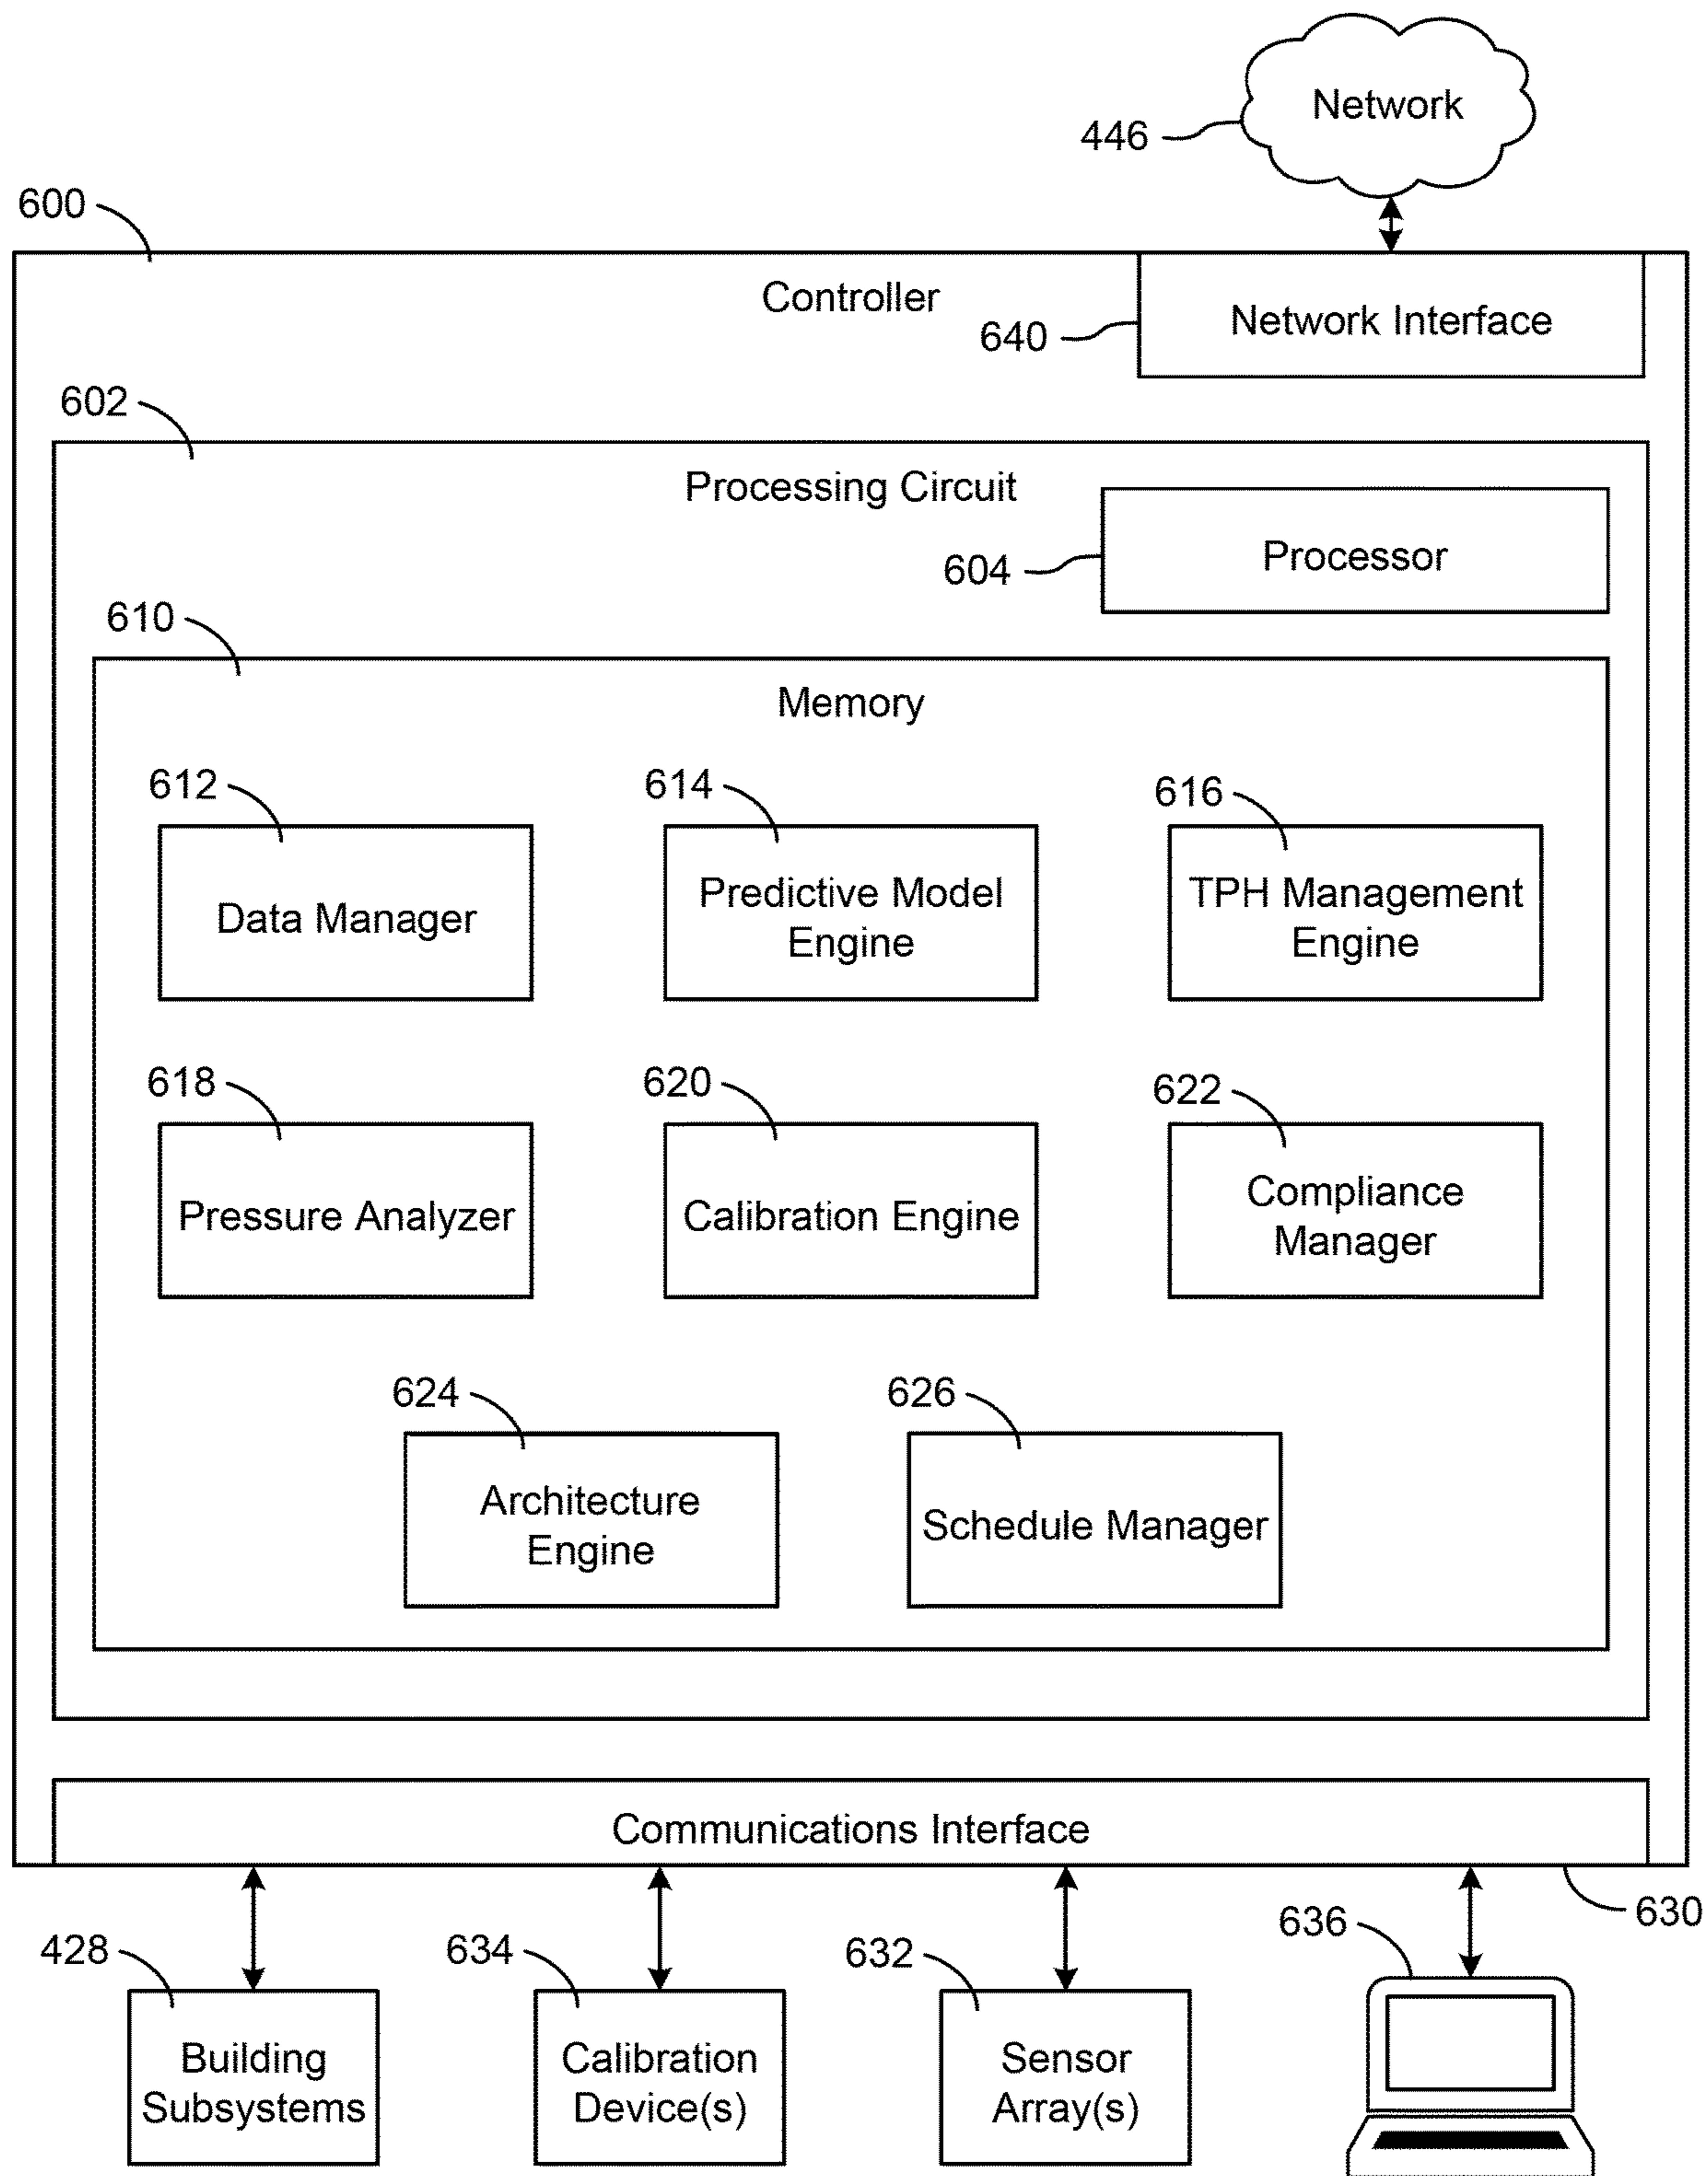 Network
446
600
Controller
640
Network Interface
602
Processing Circuit
604
Processor
610
Memory
612
614
616
Data Manager
Predictive Model
Engine
TPH Management
Engine
618
620
622
Pressure Analyzer
Calibration Engine
Compliance
Manager
624
626
Architecture
Engine
Schedule Manager
Communications Interface
630
428
634
632
636
Building
Subsystems
Calibration
Device(s)
Sensor
Array(s)